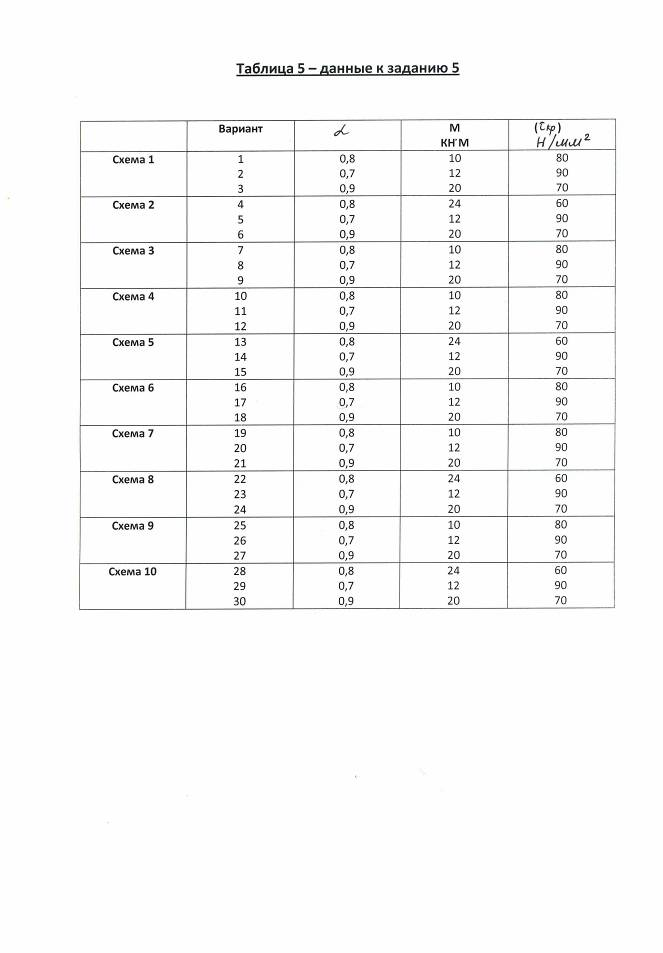 Таблица 5 – данные к заданию 5
Вариант α М (τкр)
КН·М Н/мм²
Схема 1 1 0,8 10 80
2 0,7 12 90
3 0,9 20 70
Схема 2 4 0,8 24 60
5 0,7 12 90
6 0,9 20 70
Схема 3 7 0,8 10 80
8 0,7 12 90
9 0,9 20 70
Схема 4 10 0,8 10 80
11 0,7 12 90
12 0,9 20 70
Схема 5 13 0,8 24 60
14 0,7 12 90
15 0,9 20 70
Схема 6 16 0,8 10 80
17 0,7 12 90
18 0,9 20 70
Схема 7 19 0,8 10 80
20 0,7 12 90
21 0,9 20 70
Схема 8 22 0,8 24 60
23 0,7 12 90
24 0,9 20 70
Схема 9 25 0,8 10 80
26 0,7 12 90
27 0,9 20 70
Схема 10 28 0,8 24 60
29 0,7 12 90
30 0,9 20 70